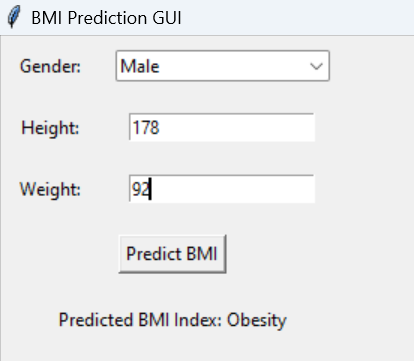 BMI Prediction GUI
Gender: Male
Height: 178
Weight: 92
Predict BMI
Predicted BMI Index: Obesity